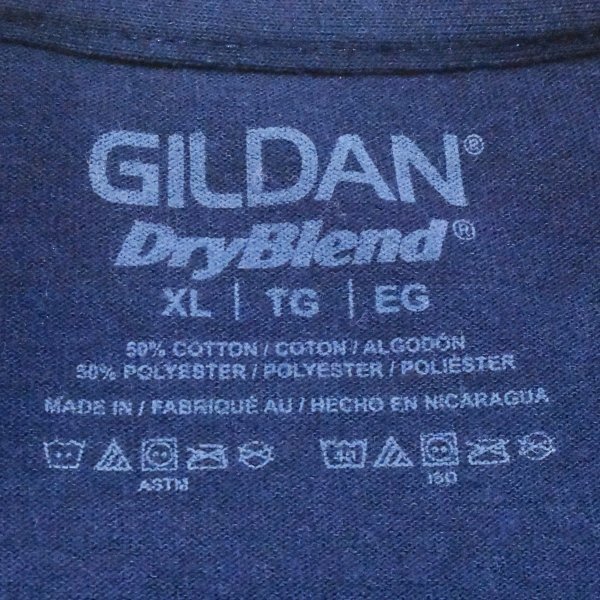 GILDAN®
DryBlend®
XL | TG | EG
50% COTTON / COTON / ALGODÓN
50% POLYESTER / POLYESTER / POLIÉSTER
MADE IN / FABRIQUÉ AU / HECHO EN NICARAGUA
40
ASTM ISO